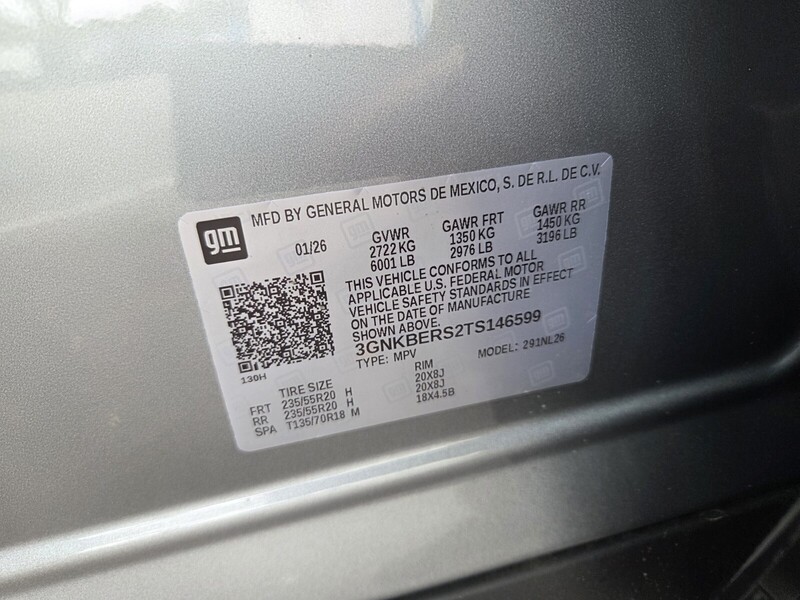 gm
MFD BY GENERAL MOTORS DE MEXICO, S. DE R.L. DE C.V.
01/26
GVWR
2722 KG
6001 LB
GAWR FRT
1350 KG
2976 LB
GAWR RR
1450 KG
3196 LB
THIS VEHICLE CONFORMS TO ALL
APPLICABLE U.S. FEDERAL MOTOR
VEHICLE SAFETY STANDARDS IN EFFECT
ON THE DATE OF MANUFACTURE
SHOWN ABOVE.
3GNKBERS2TS146599
TYPE: MPV MODEL: 291NL26
130H
TIRE SIZE RIM
FRT 235/55R20 H 20X8J
RR 235/55R20 H 20X8J
SPA T135/70R18 M 18X4.5B